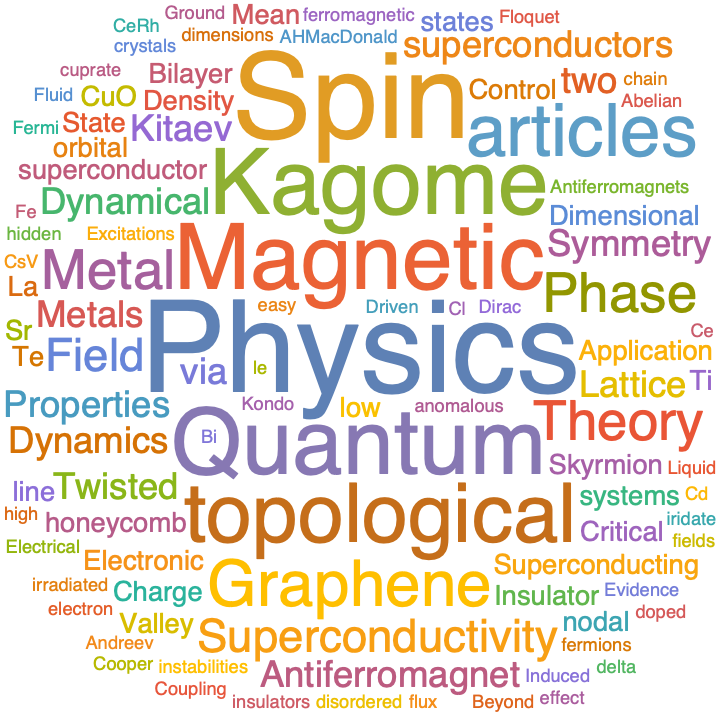 Ground Mean ferromagnetic states Floquet
CeRh dimensions AHMacDonald superconductors
crystals
cuprate Bilayer Spin Control two chain
Fluid CuO Density articles Abelian
Fermi State Kitaev
orbital
superconductor Kagome Antiferromagnets
Fe Dynamical Dimensional
hidden Excitations Magnetic Symmetry
CsV Metal
La Phase
Metals easy Driven Cl Dirac
Sr Physics Ce
Te Field via le Application
Lattice Ti
Properties Kondo low anomalous Theory
Dynamics Bi Quantum
Skyrmion Liquid
line Twisted topological systems Cd
high honeycomb Critical iridate
fields
Electrical Electronic Graphene Superconducting
irradiated Charge Insulator Evidence
electron Valley Superconductivity nodal doped
Andreev fermions
Cooper instabilities Antiferromagnet Induced delta
Coupling insulators disordered flux Beyond effect